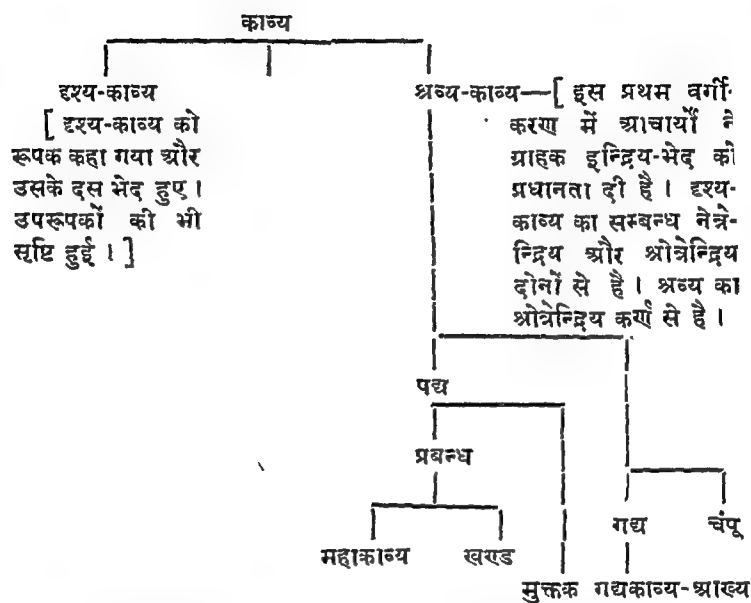 काव्य
दृश्य-काव्य
[ दृश्य-काव्य को
रूपक कहा गया और
उसके दस भेद हुए।
उपरूपकों की भी
सृष्टि हुई। ]
श्रव्य-काव्य—[ इस प्रथम वर्गी-
करण में आचार्यों ने
ग्राहक इन्द्रिय-भेद को
प्रधानता दी है। दृश्य-
काव्य का सम्बन्ध नेत्रे-
न्द्रिय और श्रोत्रेन्द्रिय
दोनों से है। श्रव्य का
श्रोत्रेन्द्रिय कर्ण से है।
पद्य
प्रबन्ध
गद्य चंपू
महाकाव्य खण्ड
मुक्तक गद्यकाव्य-आख्य